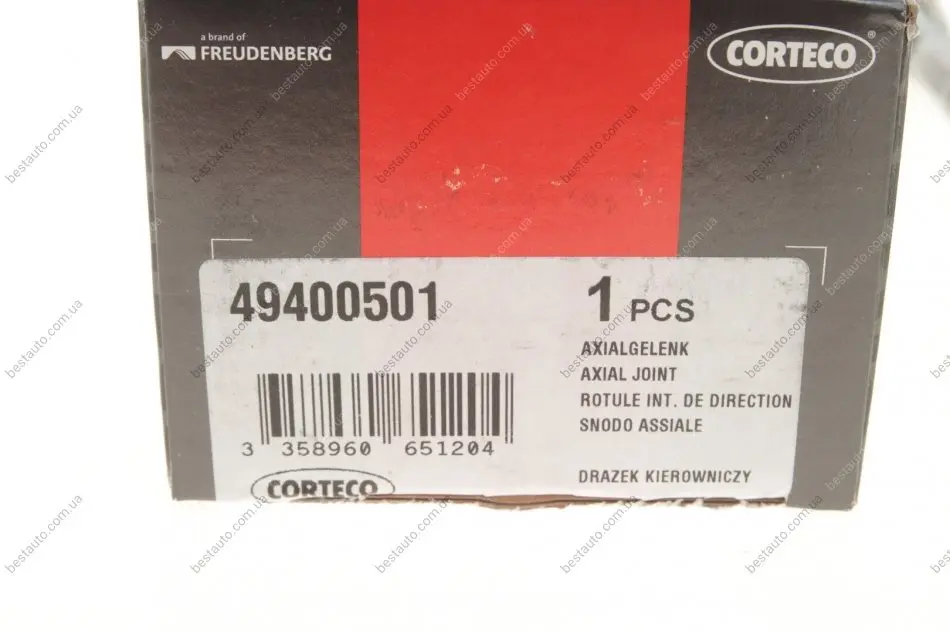 a brand of
FREUDENBERG
CORTECO®
49400501
1 PCS
AXIALGELENK
AXIAL JOINT
ROTULE INT. DE DIRECTION
SNODO ASSIALE
DRAZEK KIEROWNICZY
3 358960 651204
CORTECO
bestauto.com.ua